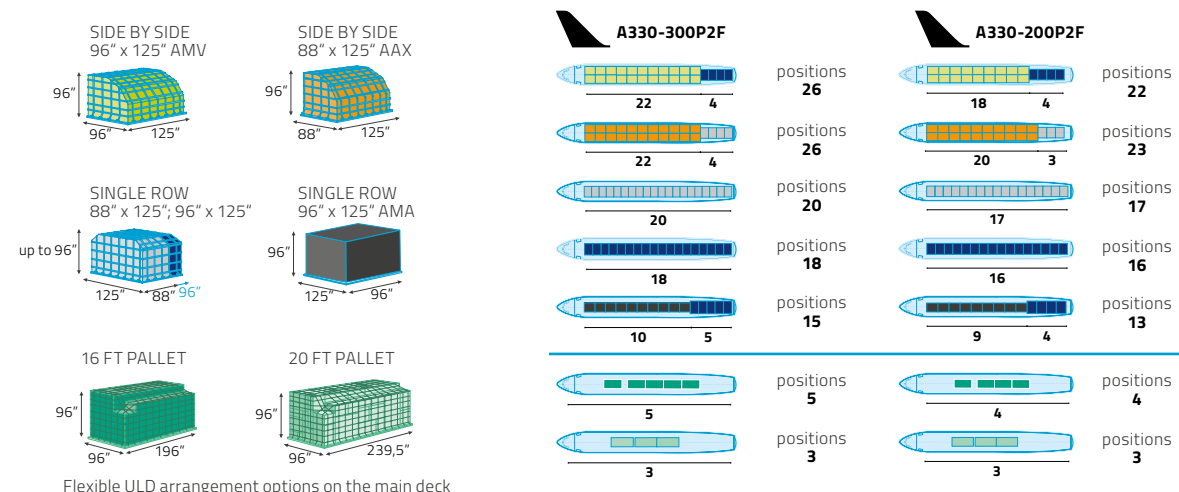 SIDE BY SIDE
96“ x 125“ AMV
96“
96“
125“
SIDE BY SIDE
88“ x 125“ AAX
96“
88“
125“
SINGLE ROW
88“ x 125“; 96“ x 125“
up to 96“
125“
88“
96“
SINGLE ROW
96“ x 125“ AMA
96“
125“
96“
16 FT PALLET
96“
96“
196“
20 FT PALLET
96“
96“
239,5“
Flexible ULD arrangement options on the main deck
A330-300P2F
22
4
positions
26
22
4
positions
26
20
positions
20
18
positions
18
10
5
positions
15
5
positions
5
3
positions
3
A330-200P2F
18
4
positions
22
20
3
positions
23
17
positions
17
16
positions
16
9
4
positions
13
4
positions
4
3
positions
3